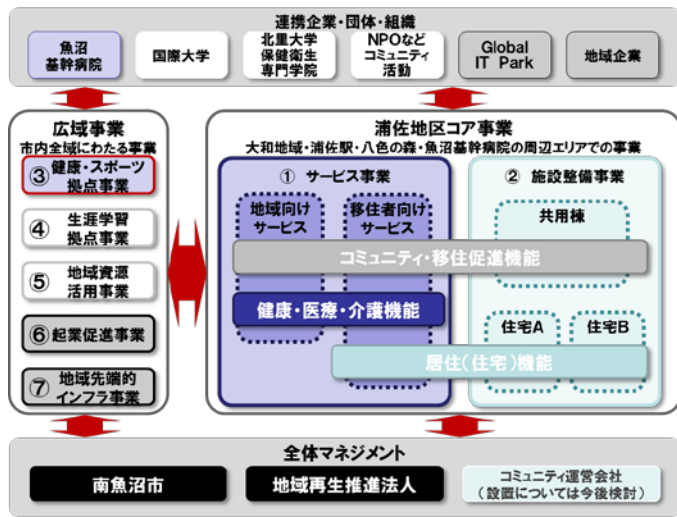 連携企業・団体・組織
魚沼
基幹病院
国際大学
北里大学
保健衛生
専門学院
NPOなど
コミュニティ
活動
Global
IT Park
地域企業
広域事業
市内全域にわたる事業
③ 健康・スポーツ
拠点事業
④ 生涯学習
拠点事業
⑤ 地域資源
活用事業
⑥ 起業促進事業
⑦ 地域先端的
インフラ事業
浦佐地区コア事業
大和地域・浦佐駅・八色の森・魚沼基幹病院の周辺エリアでの事業
① サービス事業
地域向け
サービス
移住者向け
サービス
② 施設整備事業
共用棟
コミュニティ・移住促進機能
健康・医療・介護機能
住宅A
住宅B
居住(住宅)機能
全体マネジメント
南魚沼市
地域再生推進法人
コミュニティ運営会社
(設置については今後検討)